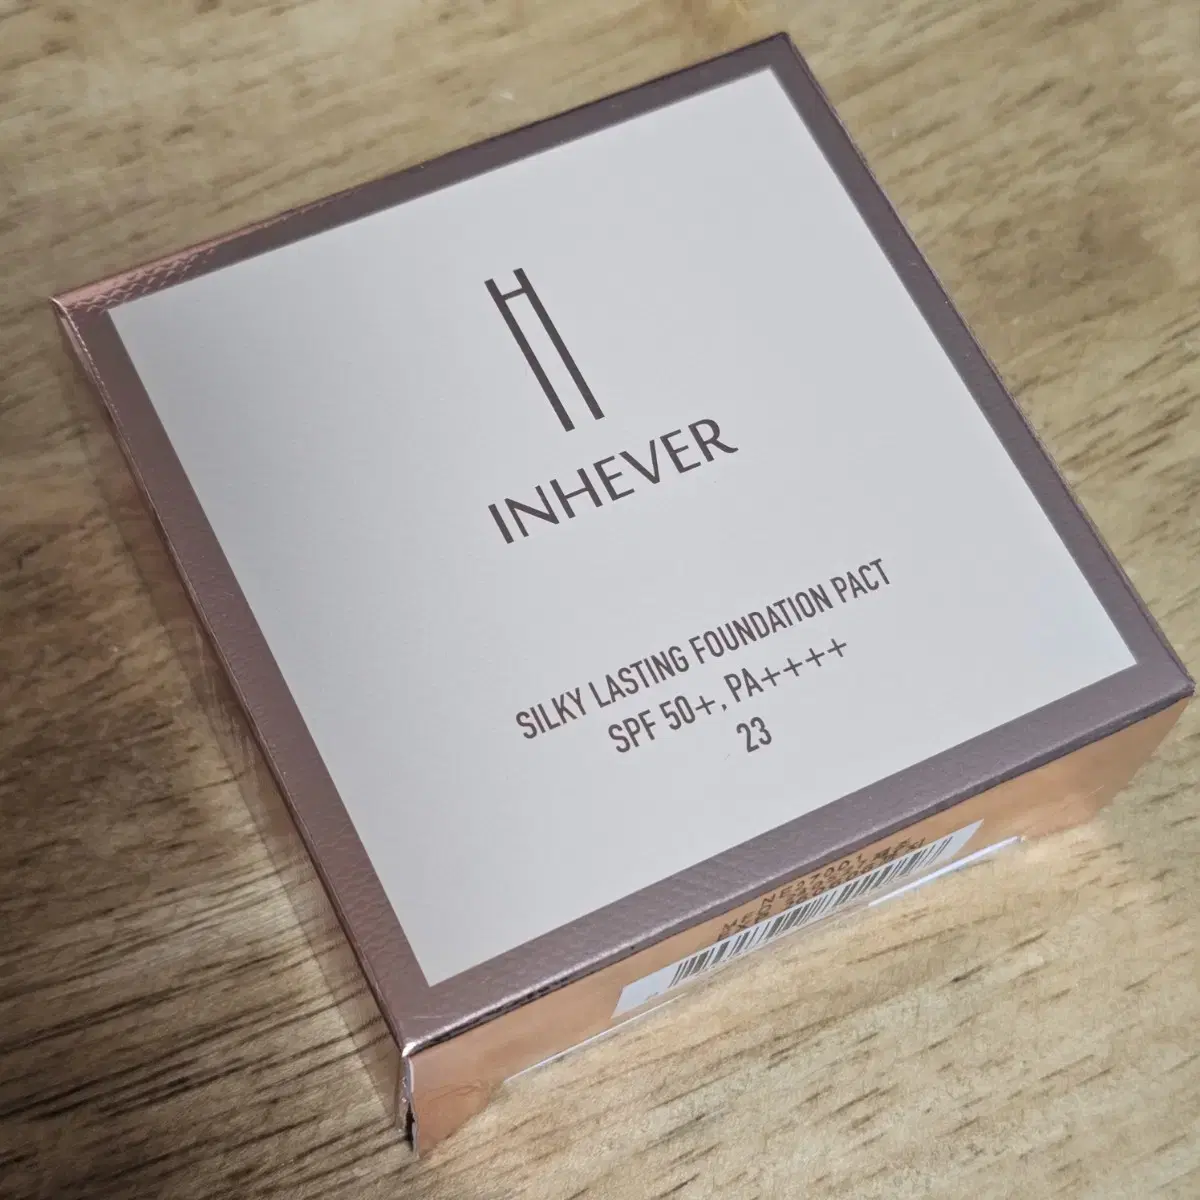 INHEVER
SILKY LASTING FOUNDATION PACT
SPF 50+, PA++++
23